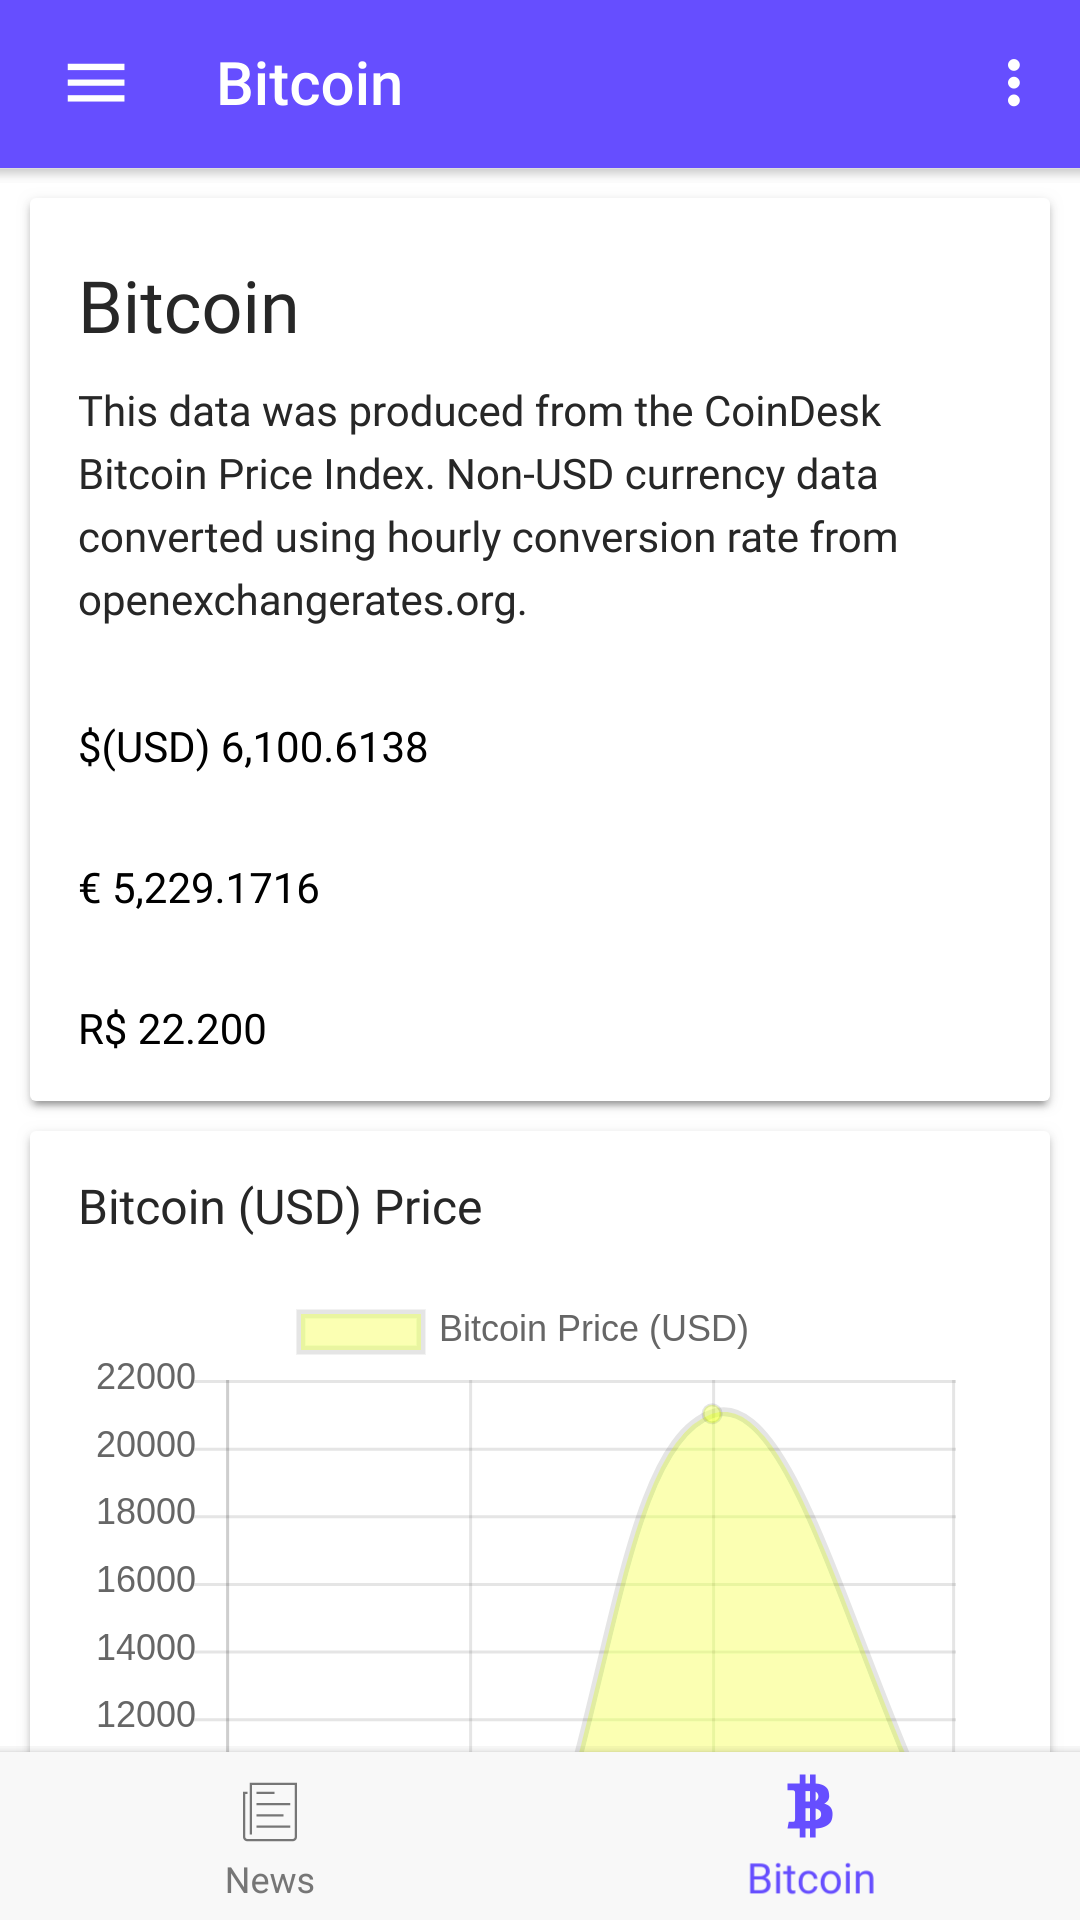 Bitcoin
Bitcoin
This data was produced from the CoinDesk
Bitcoin Price Index. Non-USD currency data
converted using hourly conversion rate from
openexchangerates.org.
$(USD) 6,100.6138
€ 5,229.1716
R$ 22.200
Bitcoin (USD) Price
Bitcoin Price (USD)
22000
20000
18000
16000
14000
12000
News
Bitcoin